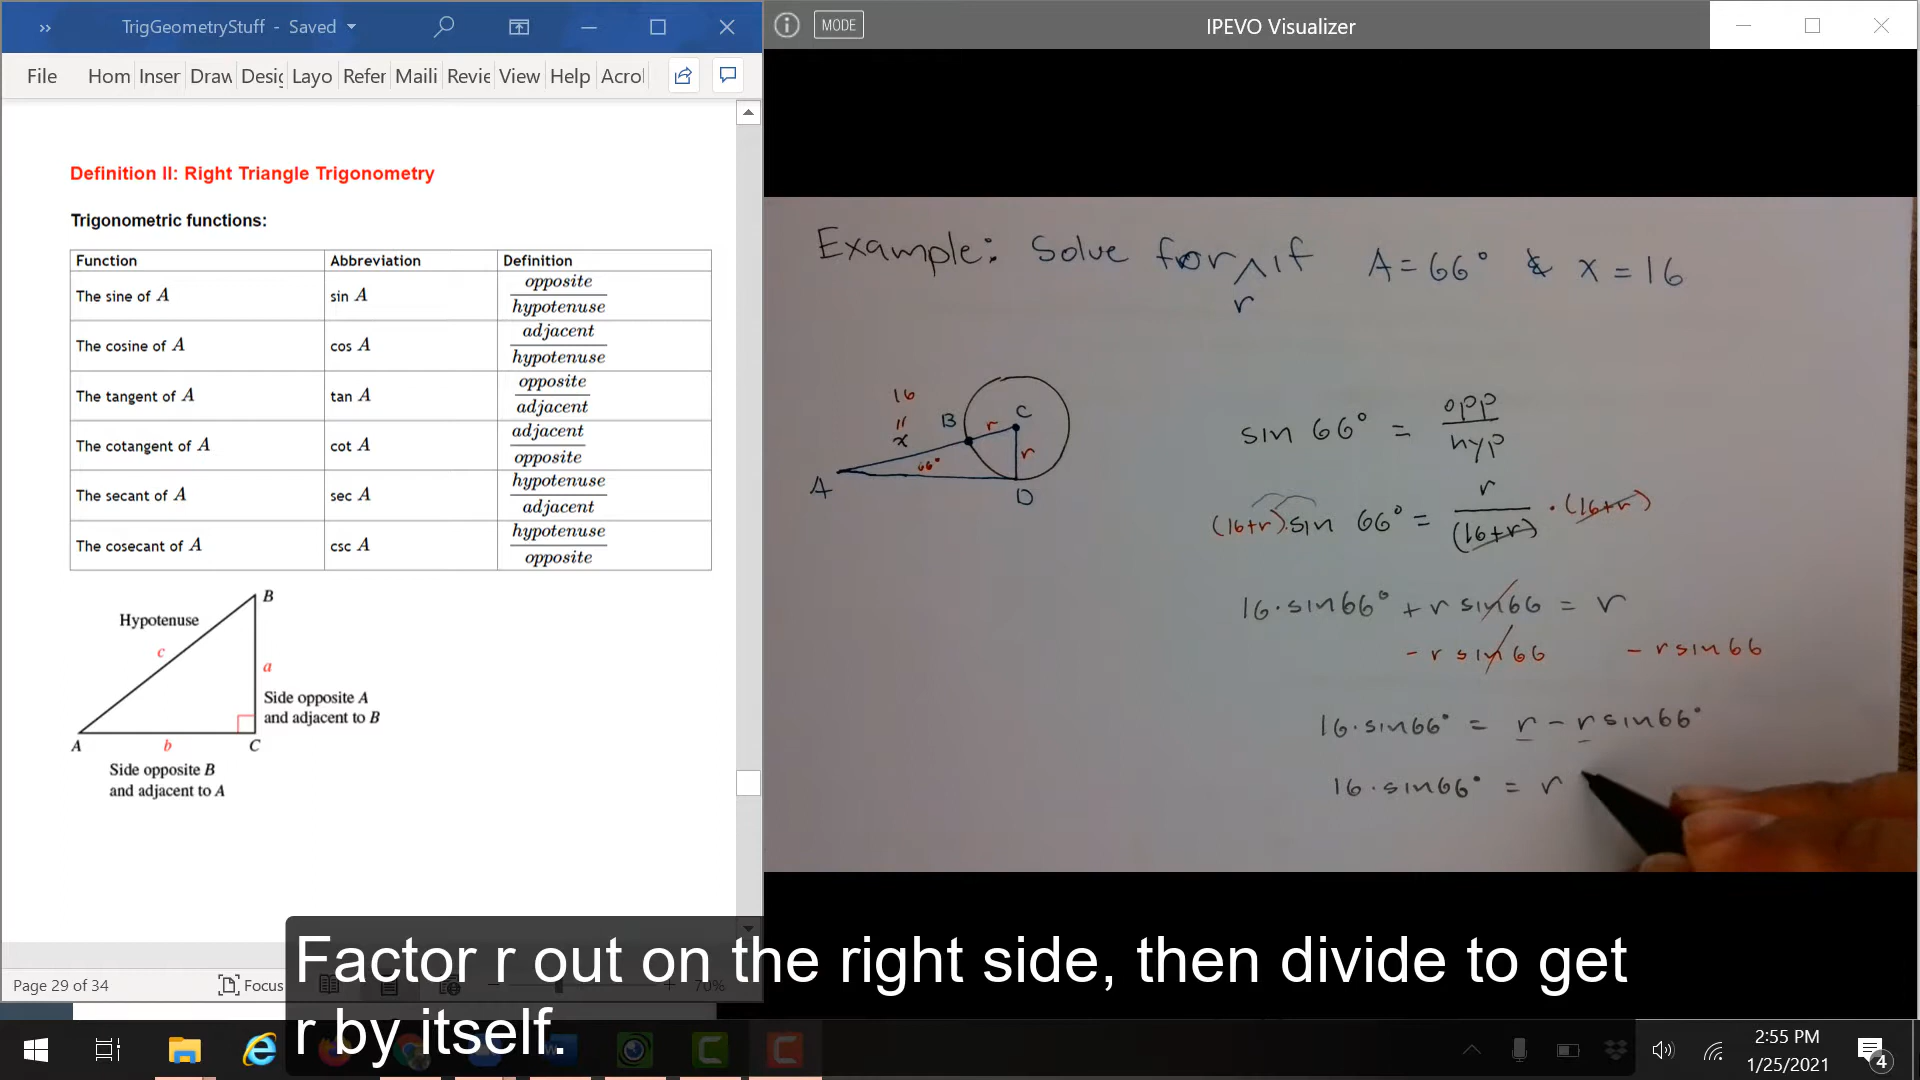 TrigGeometryStuff - Saved
IPEVO Visualizer
MODE
File Hom Inser Draw Desig Layo Refer Maili Revie View Help Acrol
Definition II: Right Triangle Trigonometry
Trigonometric functions:
Function Abbreviation Definition
The sine of A sin A opposite/hypotenuse
The cosine of A cos A adjacent/hypotenuse
The tangent of A tan A opposite/adjacent
The cotangent of A cot A adjacent/opposite
The secant of A sec A hypotenuse/adjacent
The cosecant of A csc A hypotenuse/opposite
B
Hypotenuse
c
a
Side opposite A
and adjacent to B
A b C
Side opposite B
and adjacent to A
Example: Solve for r if A = 66° & x = 16
r
16
"
x
B r C
66° r
A D
sin 66° = opp/hyp
(16+r)·sin 66° = r/(16+r) · (16+r)
16·sin66° + r sin66 = r
- r sin66 - r sin66
16·sin66° = r - r sin66°
16·sin66° = r
Page 29 of 34 Focus 70%
Factor r out on the right side, then divide to get
r by itself.
2:55 PM
1/25/2021
4